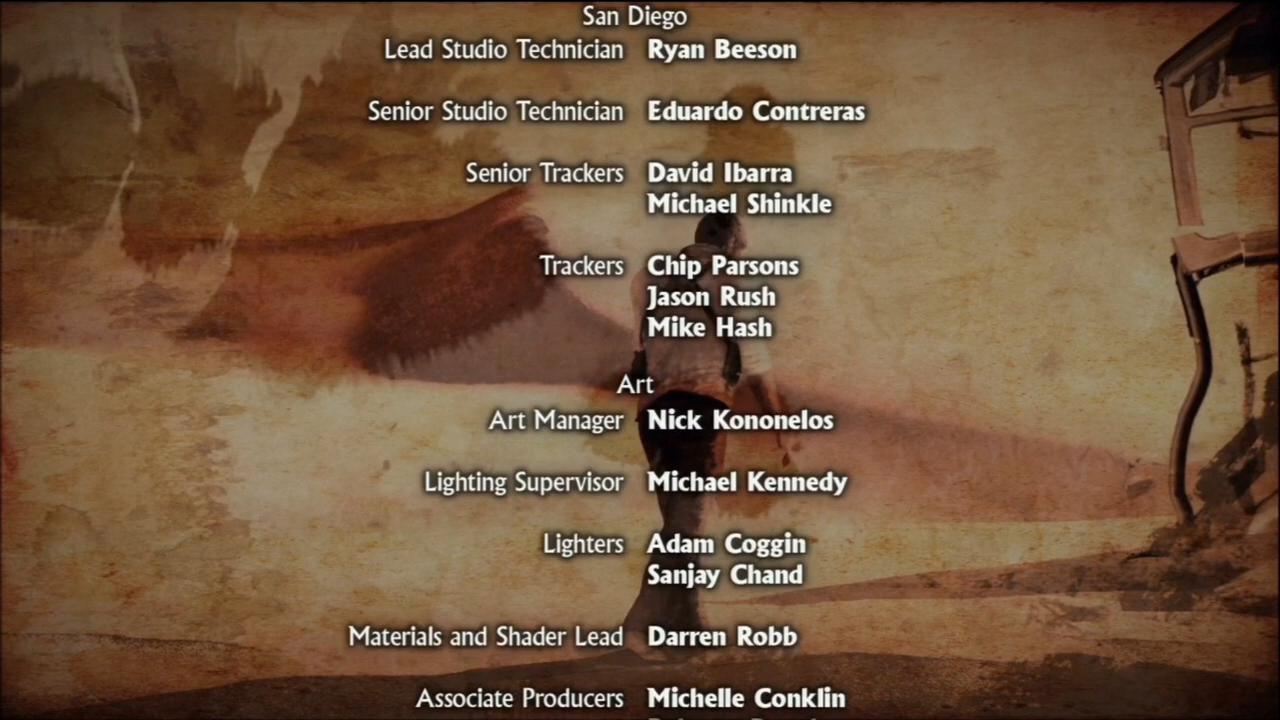 San Diego
Lead Studio Technician Ryan Beeson
Senior Studio Technician Eduardo Contreras
Senior Trackers David Ibarra
Michael Shinkle
Trackers Chip Parsons
Jason Rush
Mike Hash
Art
Art Manager Nick Kononelos
Lighting Supervisor Michael Kennedy
Lighters Adam Coggin
Sanjay Chand
Materials and Shader Lead Darren Robb
Associate Producers Michelle Conklin